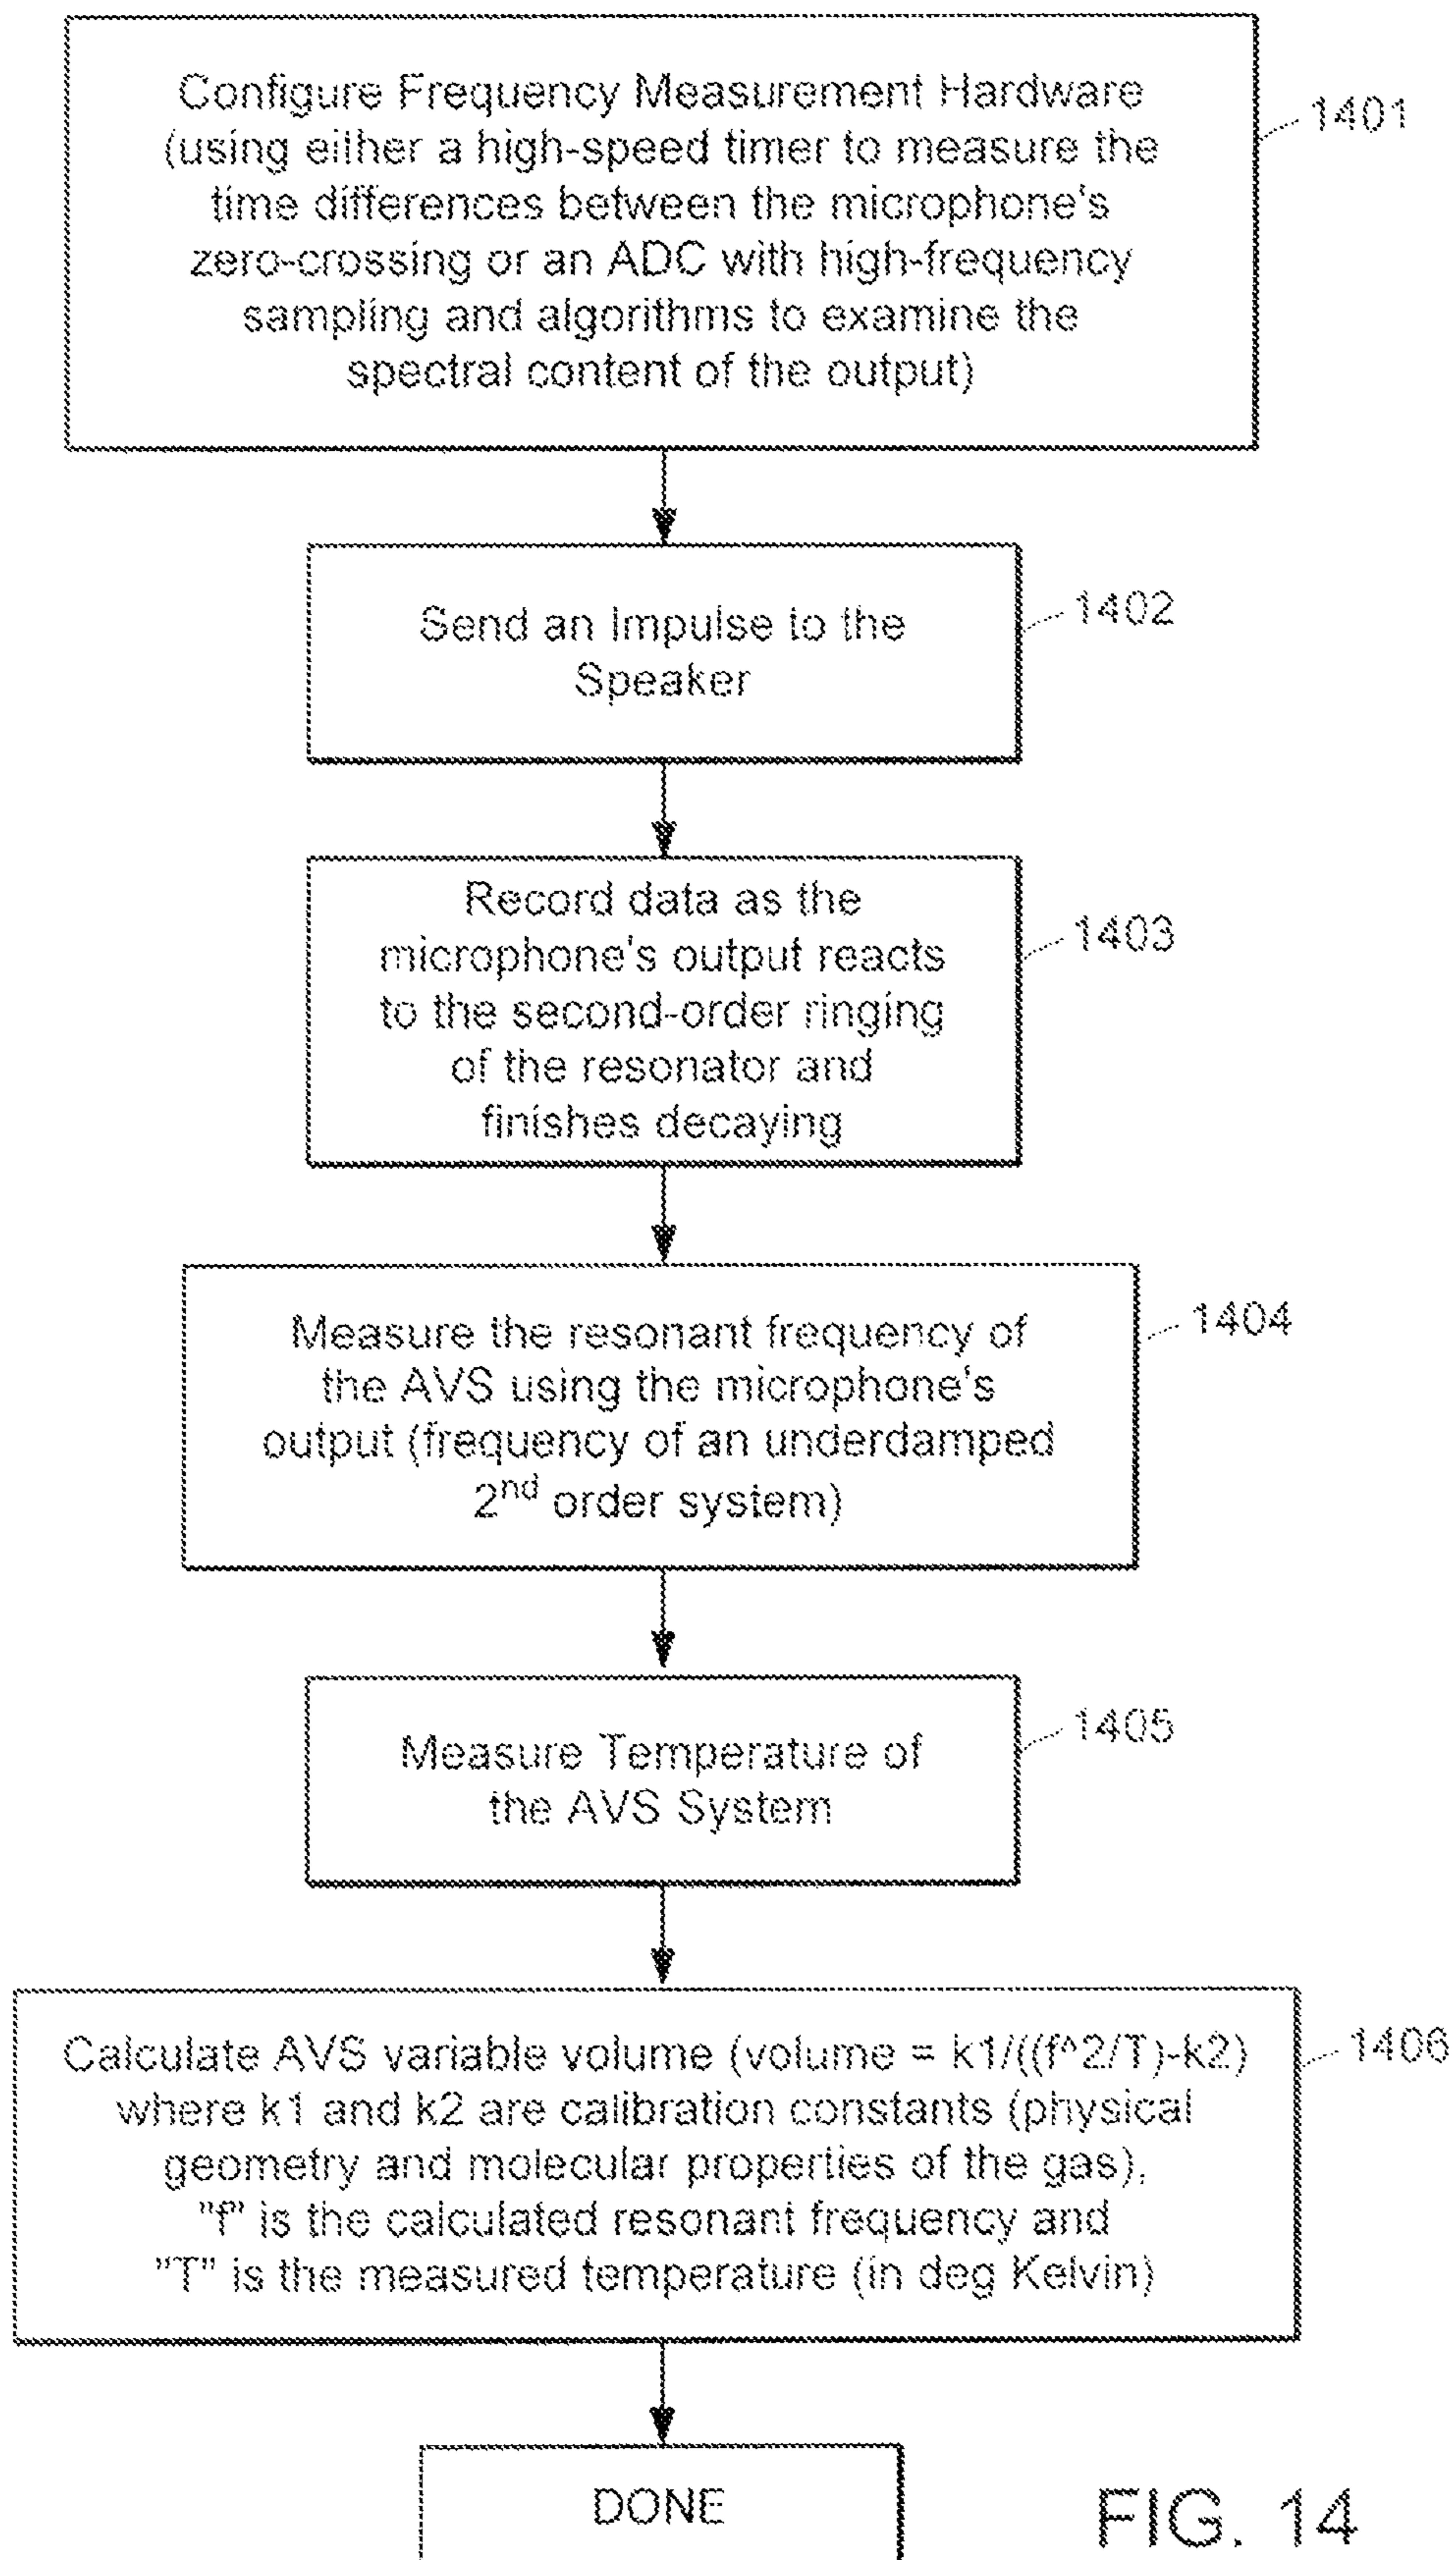 Configure Frequency Measurement Hardware
(using either a high-speed timer to measure the
time differences between the microphone's
zero-crossing or an ADC with high-frequency
sampling and algorithms to examine the
spectral content of the output)
1401
Send an Impulse to the
Speaker
1402
Record data as the
microphone's output reacts
to the second-order ringing
of the resonator and
finishes decaying
1403
Measure the resonant frequency of
the AVS using the microphone's
output (frequency of an underdamped
2nd order system)
1404
Measure Temperature of
the AVS System
1405
Calculate AVS variable volume (volume = k1/((f^2/T)-k2)
where k1 and k2 are calibration constants (physical
geometry and molecular properties of the gas),
"f" is the calculated resonant frequency and
"T" is the measured temperature (in deg Kelvin)
1406
DONE
FIG. 14